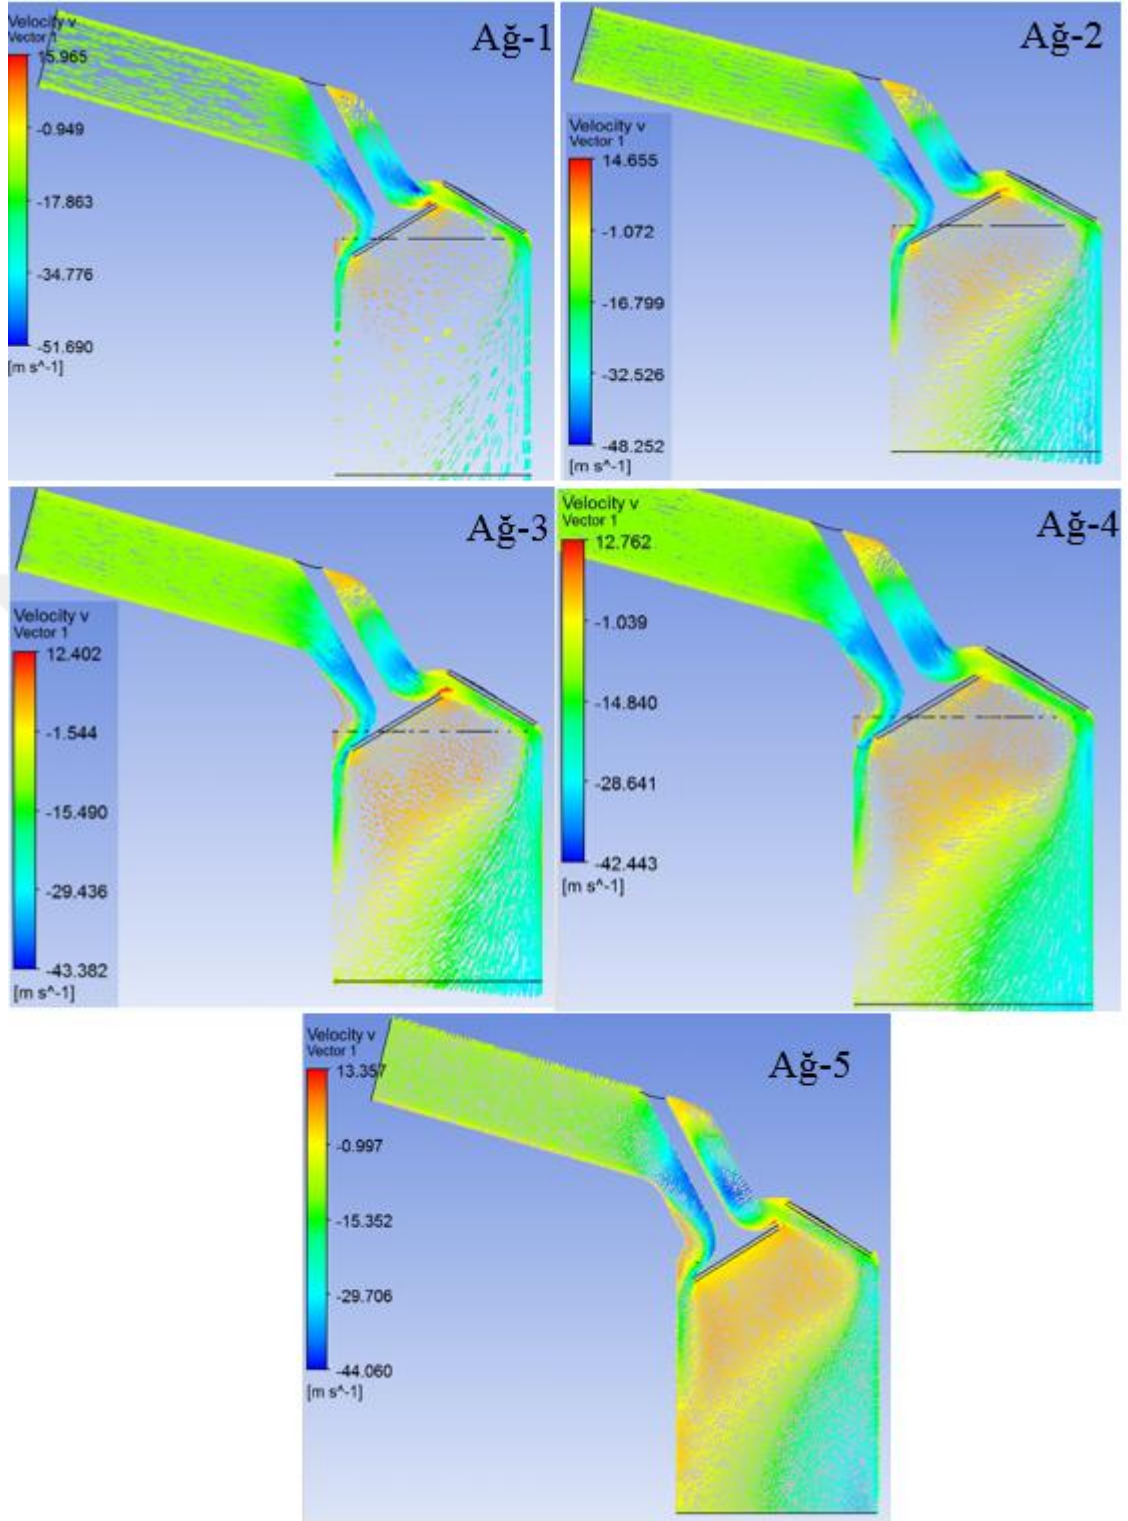 Velocity v
Vector 1
15.965
-0.949
-17.863
-34.776
-51.690
[m s^-1]
Ağ-1
Velocity v
Vector 1
14.655
-1.072
-16.799
-32.526
-48.252
[m s^-1]
Ağ-2
Velocity v
Vector 1
12.402
-1.544
-15.490
-29.436
-43.382
[m s^-1]
Ağ-3
Velocity v
Vector 1
12.762
-1.039
-14.840
-28.641
-42.443
[m s^-1]
Ağ-4
Velocity v
Vector 1
13.357
-0.997
-15.352
-29.706
-44.060
[m s^-1]
Ağ-5